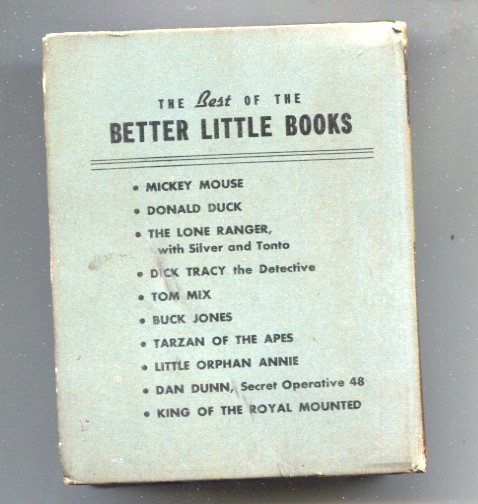 THE Best OF THE
BETTER LITTLE BOOKS
• MICKEY MOUSE
• DONALD DUCK
• THE LONE RANGER,
with Silver and Tonto
• DICK TRACY the Detective
• TOM MIX
• BUCK JONES
• TARZAN OF THE APES
• LITTLE ORPHAN ANNIE
• DAN DUNN, Secret Operative 48
• KING OF THE ROYAL MOUNTED